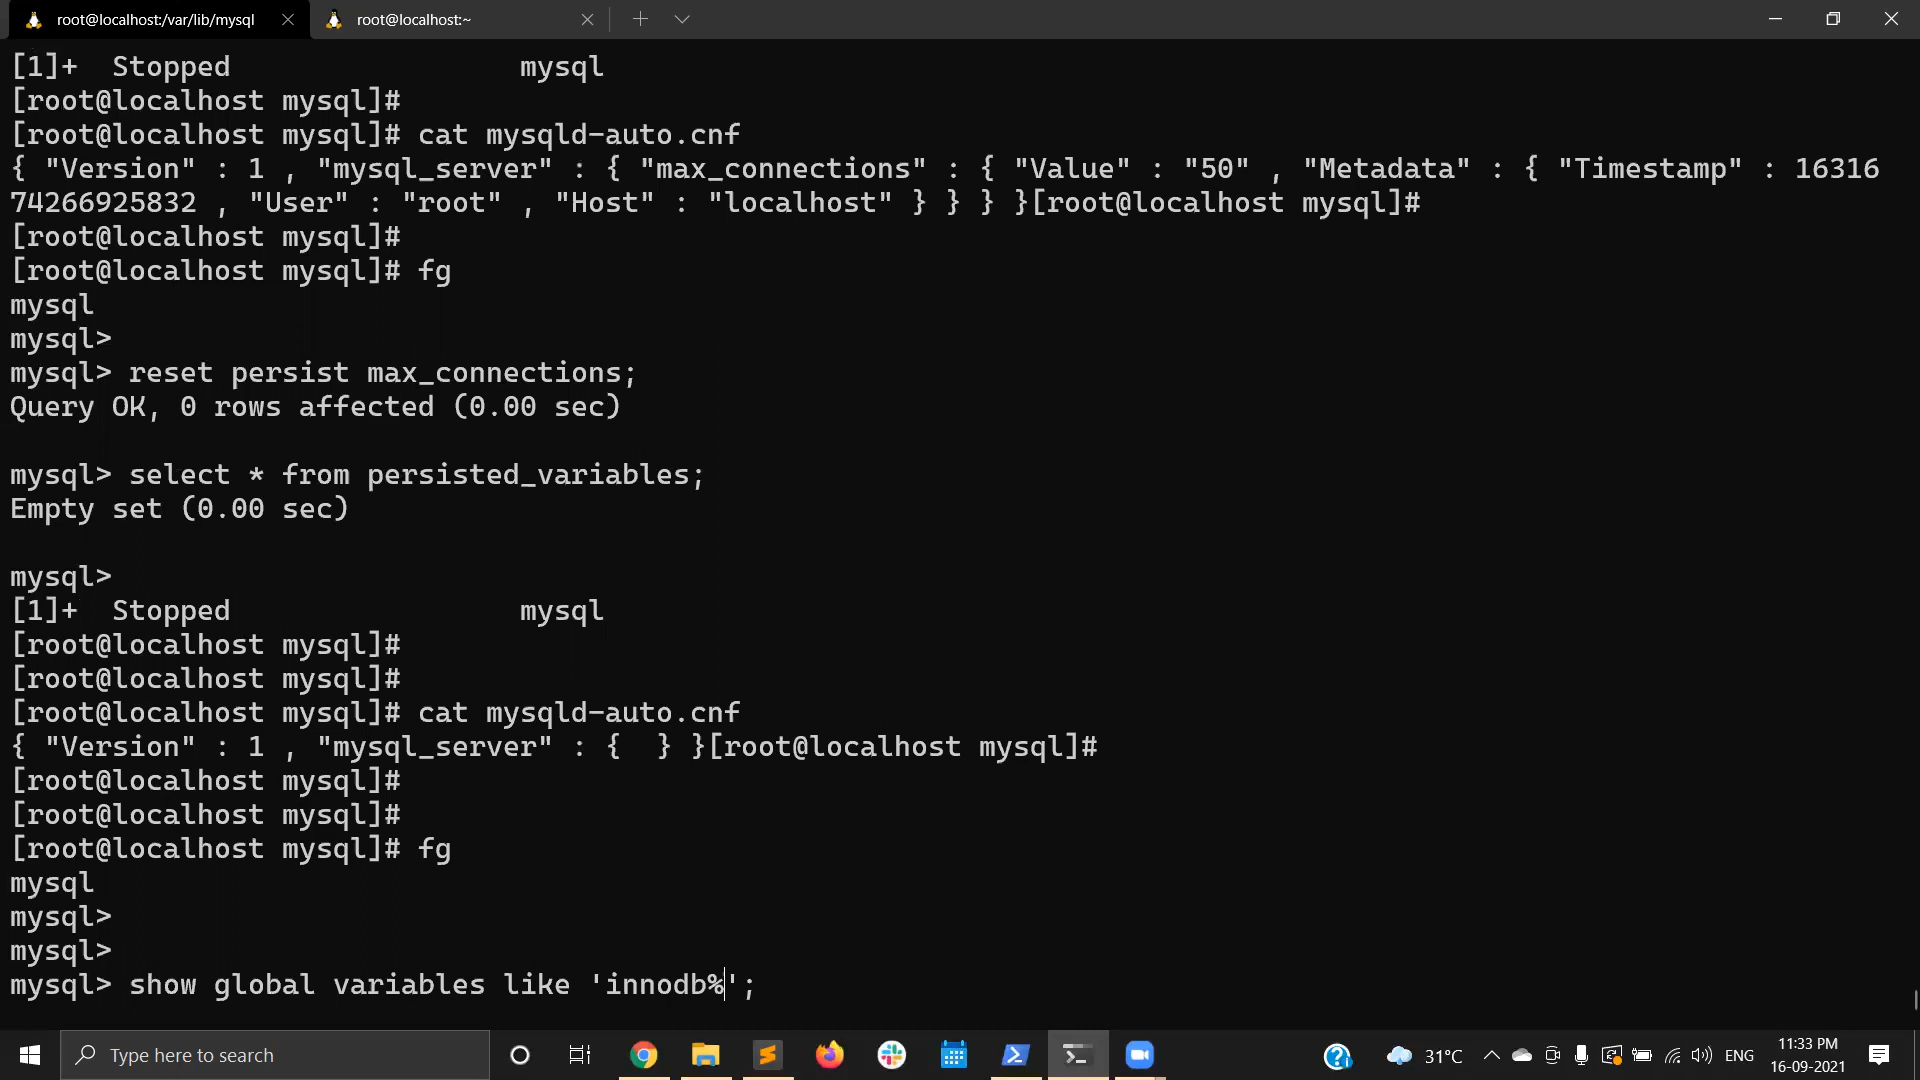 root@localhost:/var/lib/mysql root@localhost:~
[1]+  Stopped                 mysql
[root@localhost mysql]#
[root@localhost mysql]# cat mysqld-auto.cnf
{ "Version" : 1 , "mysql_server" : { "max_connections" : { "Value" : "50" , "Metadata" : { "Timestamp" : 16316
74266925832 , "User" : "root" , "Host" : "localhost" } } } }[root@localhost mysql]#
[root@localhost mysql]#
[root@localhost mysql]# fg
mysql
mysql>
mysql> reset persist max_connections;
Query OK, 0 rows affected (0.00 sec)
mysql> select * from persisted_variables;
Empty set (0.00 sec)
mysql>
[1]+  Stopped                 mysql
[root@localhost mysql]#
[root@localhost mysql]#
[root@localhost mysql]# cat mysqld-auto.cnf
{ "Version" : 1 , "mysql_server" : {  } }[root@localhost mysql]#
[root@localhost mysql]#
[root@localhost mysql]#
[root@localhost mysql]# fg
mysql
mysql>
mysql>
mysql> show global variables like 'innodb%';
Type here to search
31°C ENG
11:33 PM
16-09-2021